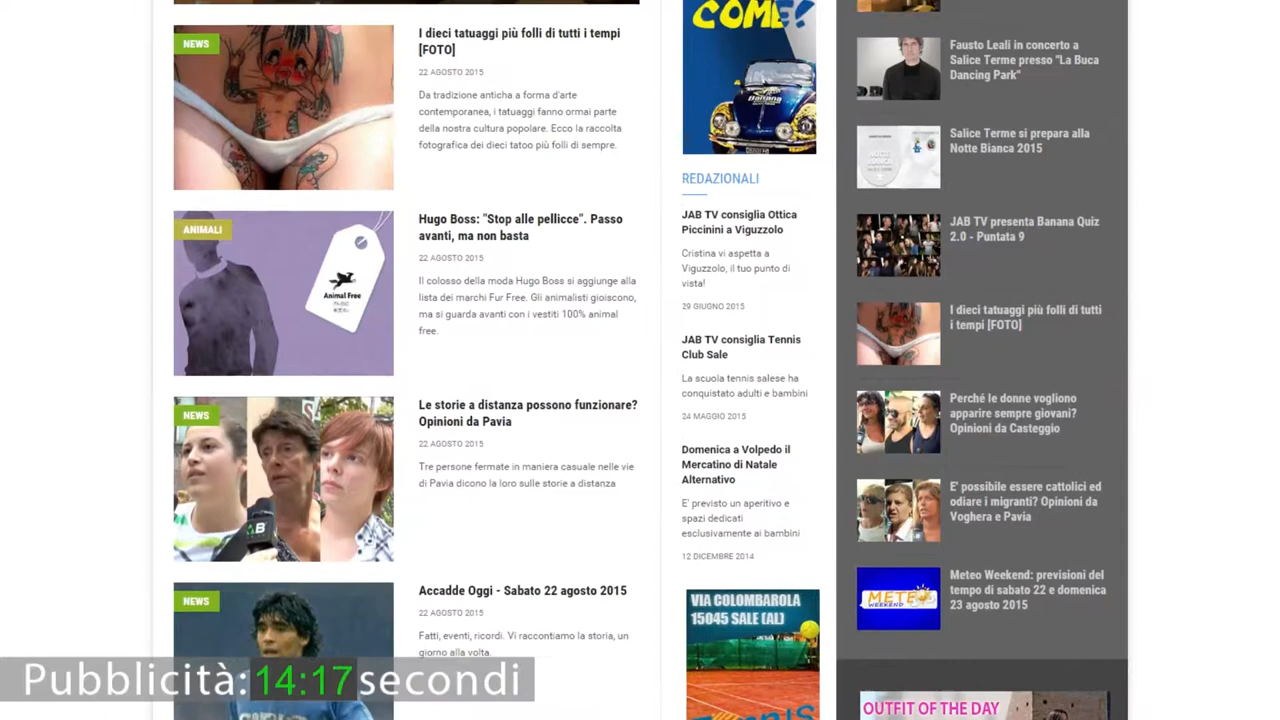 NEWS
I dieci tatuaggi più folli di tutti i tempi
[FOTO]
22 AGOSTO 2015
Da tradizione anticha a forma d'arte
contemporanea, i tatuaggi fanno ormai parte
della nostra cultura popolare. Ecco la raccolta
fotografica dei dieci tatoo più folli di sempre.
ANIMALI
Animal Free
Hugo Boss: "Stop alle pellicce". Passo
avanti, ma non basta
22 AGOSTO 2015
Il colosso della moda Hugo Boss si aggiunge alla
lista dei marchi Fur Free. Gli animalisti gioiscono,
ma si guarda avanti con i vestiti 100% animal
free.
NEWS
Le storie a distanza possono funzionare?
Opinioni da Pavia
22 AGOSTO 2015
Tre persone fermate in maniera casuale nelle vie
di Pavia dicono la loro sulle storie a distanza
NEWS
Accadde Oggi - Sabato 22 agosto 2015
22 AGOSTO 2015
Fatti, eventi, ricordi. Vi raccontiamo la storia, un
giorno alla volta.
COME!
Banana
REDAZIONALI
JAB TV consiglia Ottica
Piccinini a Viguzzolo
Cristina vi aspetta a
Viguzzolo, il tuo punto di
vista!
29 GIUGNO 2015
JAB TV consiglia Tennis
Club Sale
La scuola tennis salese ha
conquistato adulti e bambini
24 MAGGIO 2015
Domenica a Volpedo il
Mercatino di Natale
Alternativo
E' previsto un aperitivo e
spazi dedicati
esclusivamente ai bambini
12 DICEMBRE 2014
VIA COLOMBAROLA
15045 SALE (AL)
Tennis
Fausto Leali in concerto a
Salice Terme presso "La Buca
Dancing Park"
Salice Terme si prepara alla
Notte Bianca 2015
JAB TV presenta Banana Quiz
2.0 - Puntata 9
I dieci tatuaggi più folli di tutti
i tempi [FOTO]
Perché le donne vogliono
apparire sempre giovani?
Opinioni da Casteggio
E' possibile essere cattolici ed
odiare i migranti? Opinioni da
Voghera e Pavia
METEO
WEEKEND
Meteo Weekend: previsioni del
tempo di sabato 22 e domenica
23 agosto 2015
OUTFIT OF THE DAY
Pubblicità: 14:17 secondi